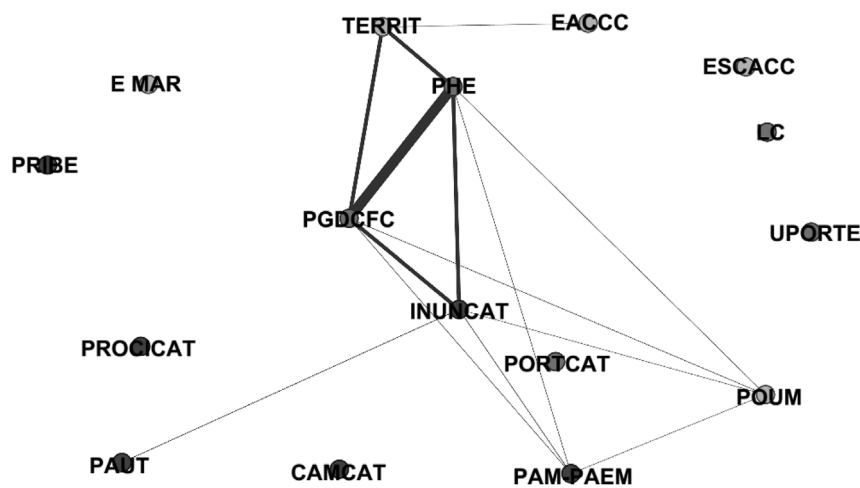 TERRIT
EACCC
ESCACC
E MAR
PHE
LC
PRIBE
PGDCFC
UPORTE
INUNCAT
PROCICAT
PORTCAT
POUM
PAUT
CAMCAT
PAM-PAEM